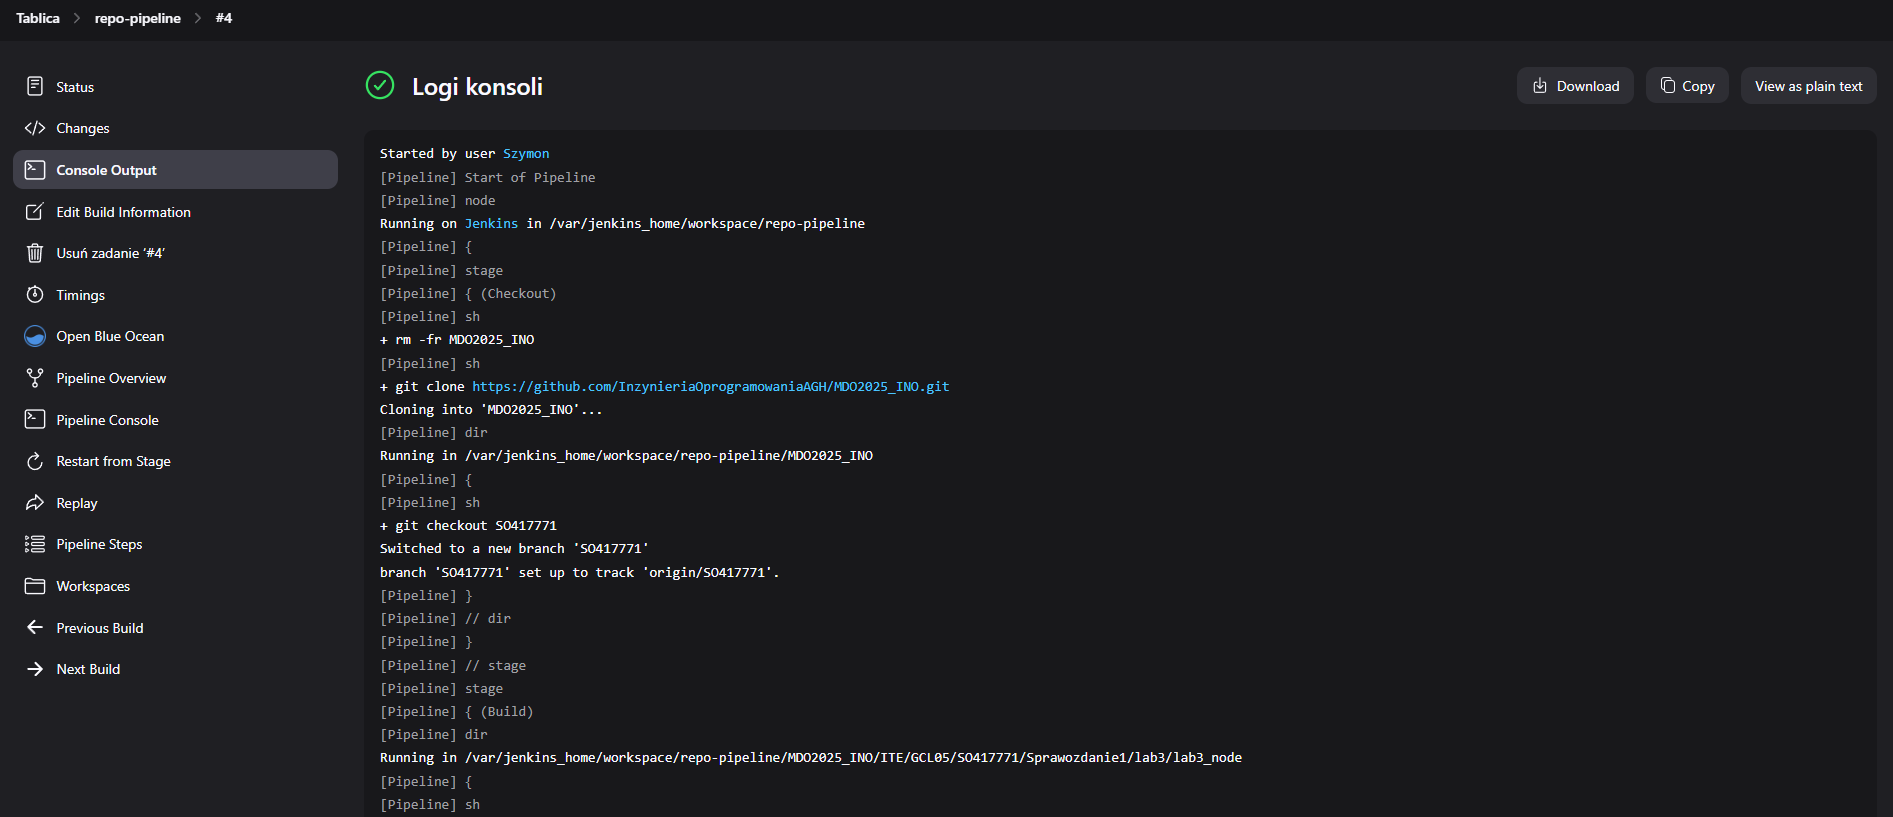 Tablica > repo-pipeline > #4
Status
Changes
Console Output
Edit Build Information
Usuń zadanie ‘#4’
Timings
Open Blue Ocean
Pipeline Overview
Pipeline Console
Restart from Stage
Replay
Pipeline Steps
Workspaces
Previous Build
Next Build
Logi konsoli
Download
Copy
View as plain text
Started by user Szymon
[Pipeline] Start of Pipeline
[Pipeline] node
Running on Jenkins in /var/jenkins_home/workspace/repo-pipeline
[Pipeline] {
[Pipeline] stage
[Pipeline] { (Checkout)
[Pipeline] sh
+ rm -fr MDO2025_INO
[Pipeline] sh
+ git clone https://github.com/InzynieriaOprogramowaniaAGH/MDO2025_INO.git
Cloning into 'MDO2025_INO'...
[Pipeline] dir
Running in /var/jenkins_home/workspace/repo-pipeline/MDO2025_INO
[Pipeline] {
[Pipeline] sh
+ git checkout SO417771
Switched to a new branch 'SO417771'
branch 'SO417771' set up to track 'origin/SO417771'.
[Pipeline] }
[Pipeline] // dir
[Pipeline] }
[Pipeline] // stage
[Pipeline] stage
[Pipeline] { (Build)
[Pipeline] dir
Running in /var/jenkins_home/workspace/repo-pipeline/MDO2025_INO/ITE/GCL05/SO417771/Sprawozdanie1/lab3/lab3_node
[Pipeline] {
[Pipeline] sh